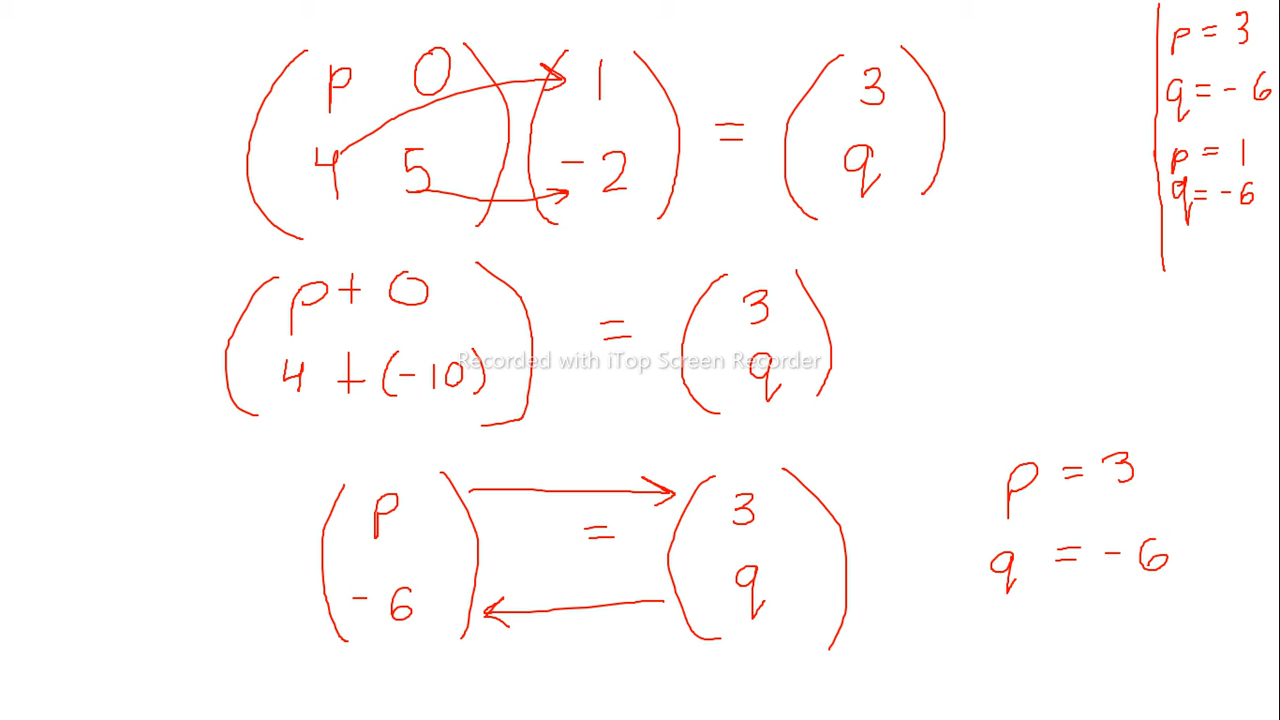 (p 0) (1) = (3)
(4 5) (-2) (q)
(p + 0) = (3)
(4 + (-10)) (q)
Recorded with iTop Screen Recorder
(p) = (3)
(-6) (q)
p = 3
q = -6
p = 3
q = -6
p = 1
q = -6